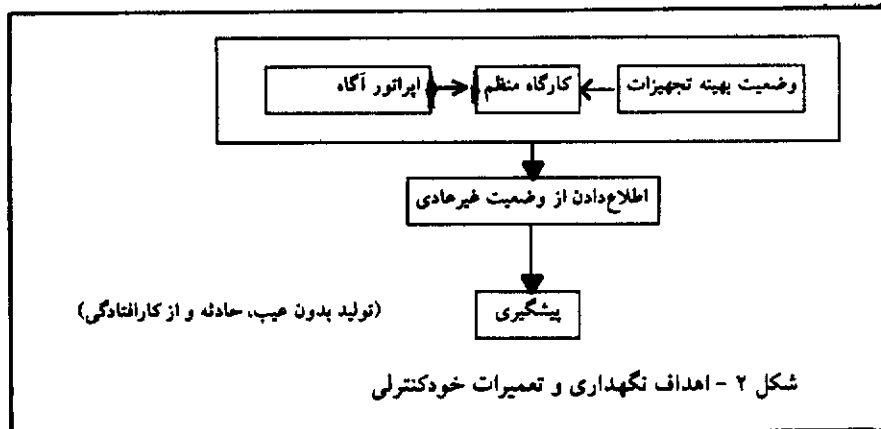 وضعیت بهینه تجهیزات
کارگاه منظم
اپراتور آگاه
اطلاع‌دادن از وضعیت غیرعادی
پیشگیری
(تولید بدون عیب، حادثه و از کارافتادگی)
شکل ۲ - اهداف نگهداری و تعمیرات خودکنترلی